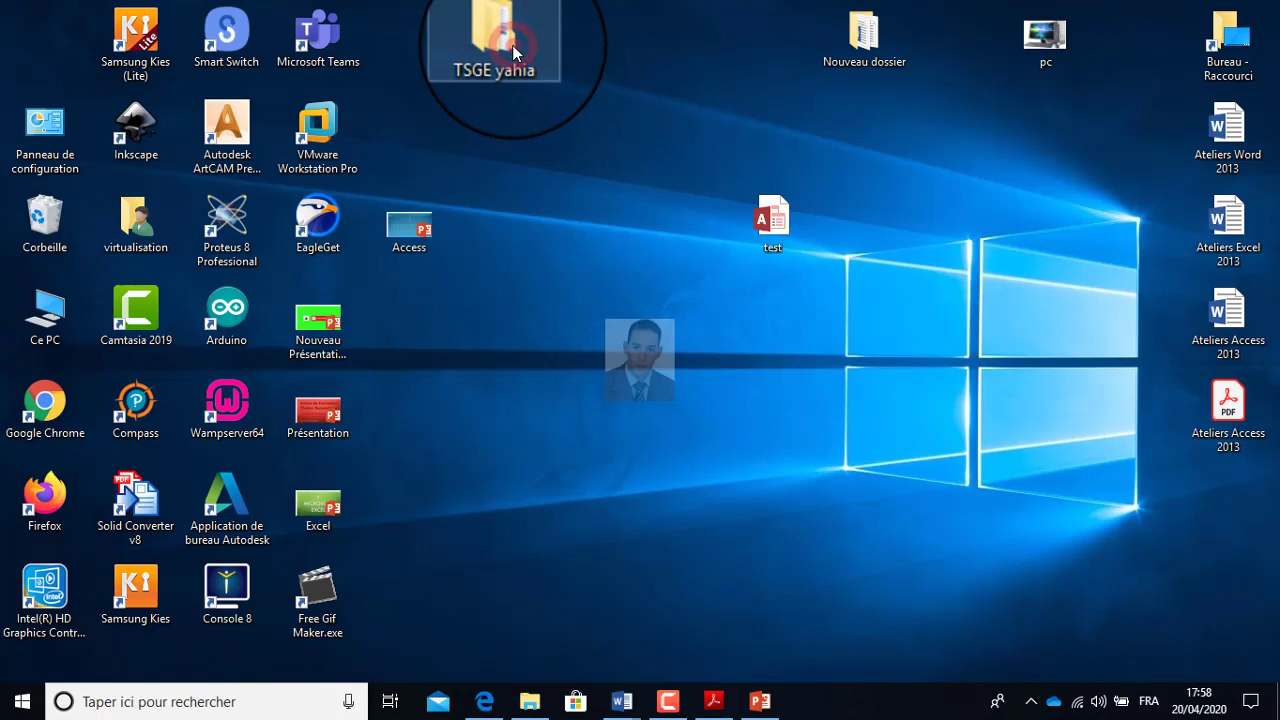 Samsung Kies
(Lite)
Smart Switch
Microsoft Teams
TSGE yahia
Nouveau dossier
pc
Bureau -
Raccourci
Panneau de
configuration
Inkscape
Autodesk
ArtCAM Pre...
VMware
Workstation Pro
Ateliers Word
2013
Corbeille
virtualisation
Proteus 8
Professional
EagleGet
Access
test
Ateliers Excel
2013
Ce PC
Camtasia 2019
Arduino
Nouveau
Présentati...
Ateliers Access
2013
Google Chrome
Compass
Wampserver64
Présentation
Ateliers Access
2013
Firefox
Solid Converter
v8
Application de
bureau Autodesk
Excel
Intel(R) HD
Graphics Contr...
Samsung Kies
Console 8
Free Gif
Maker.exe
Taper ici pour rechercher
FRA
17:58
20/04/2020